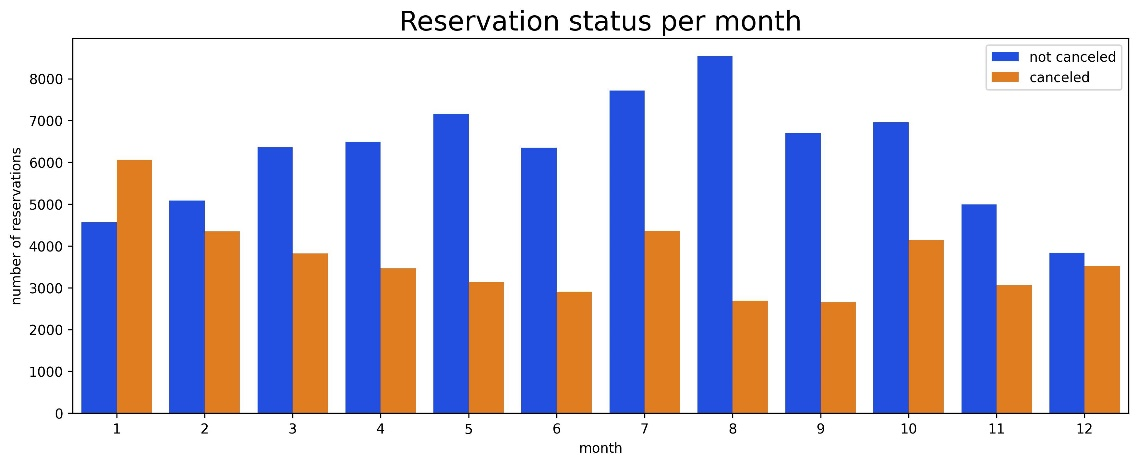 Reservation status per month
not canceled
canceled
number of reservations
8000
7000
6000
5000
4000
3000
2000
1000
0
1 2 3 4 5 6 7 8 9 10 11 12
month